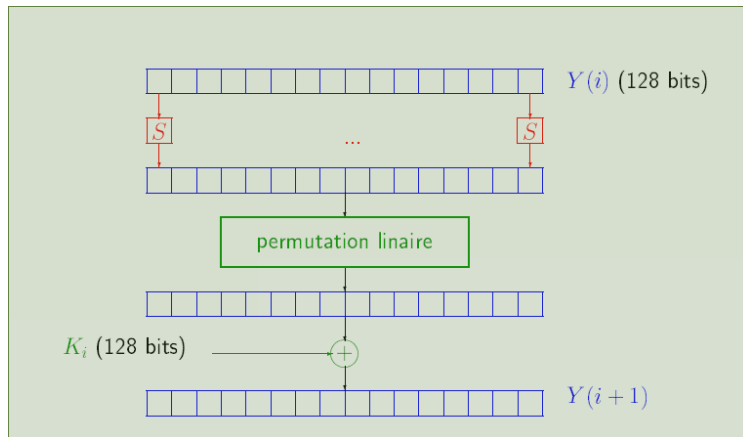 Y(i) (128 bits)
S ... S
permutation linaire
K_i (128 bits)
+
Y(i + 1)